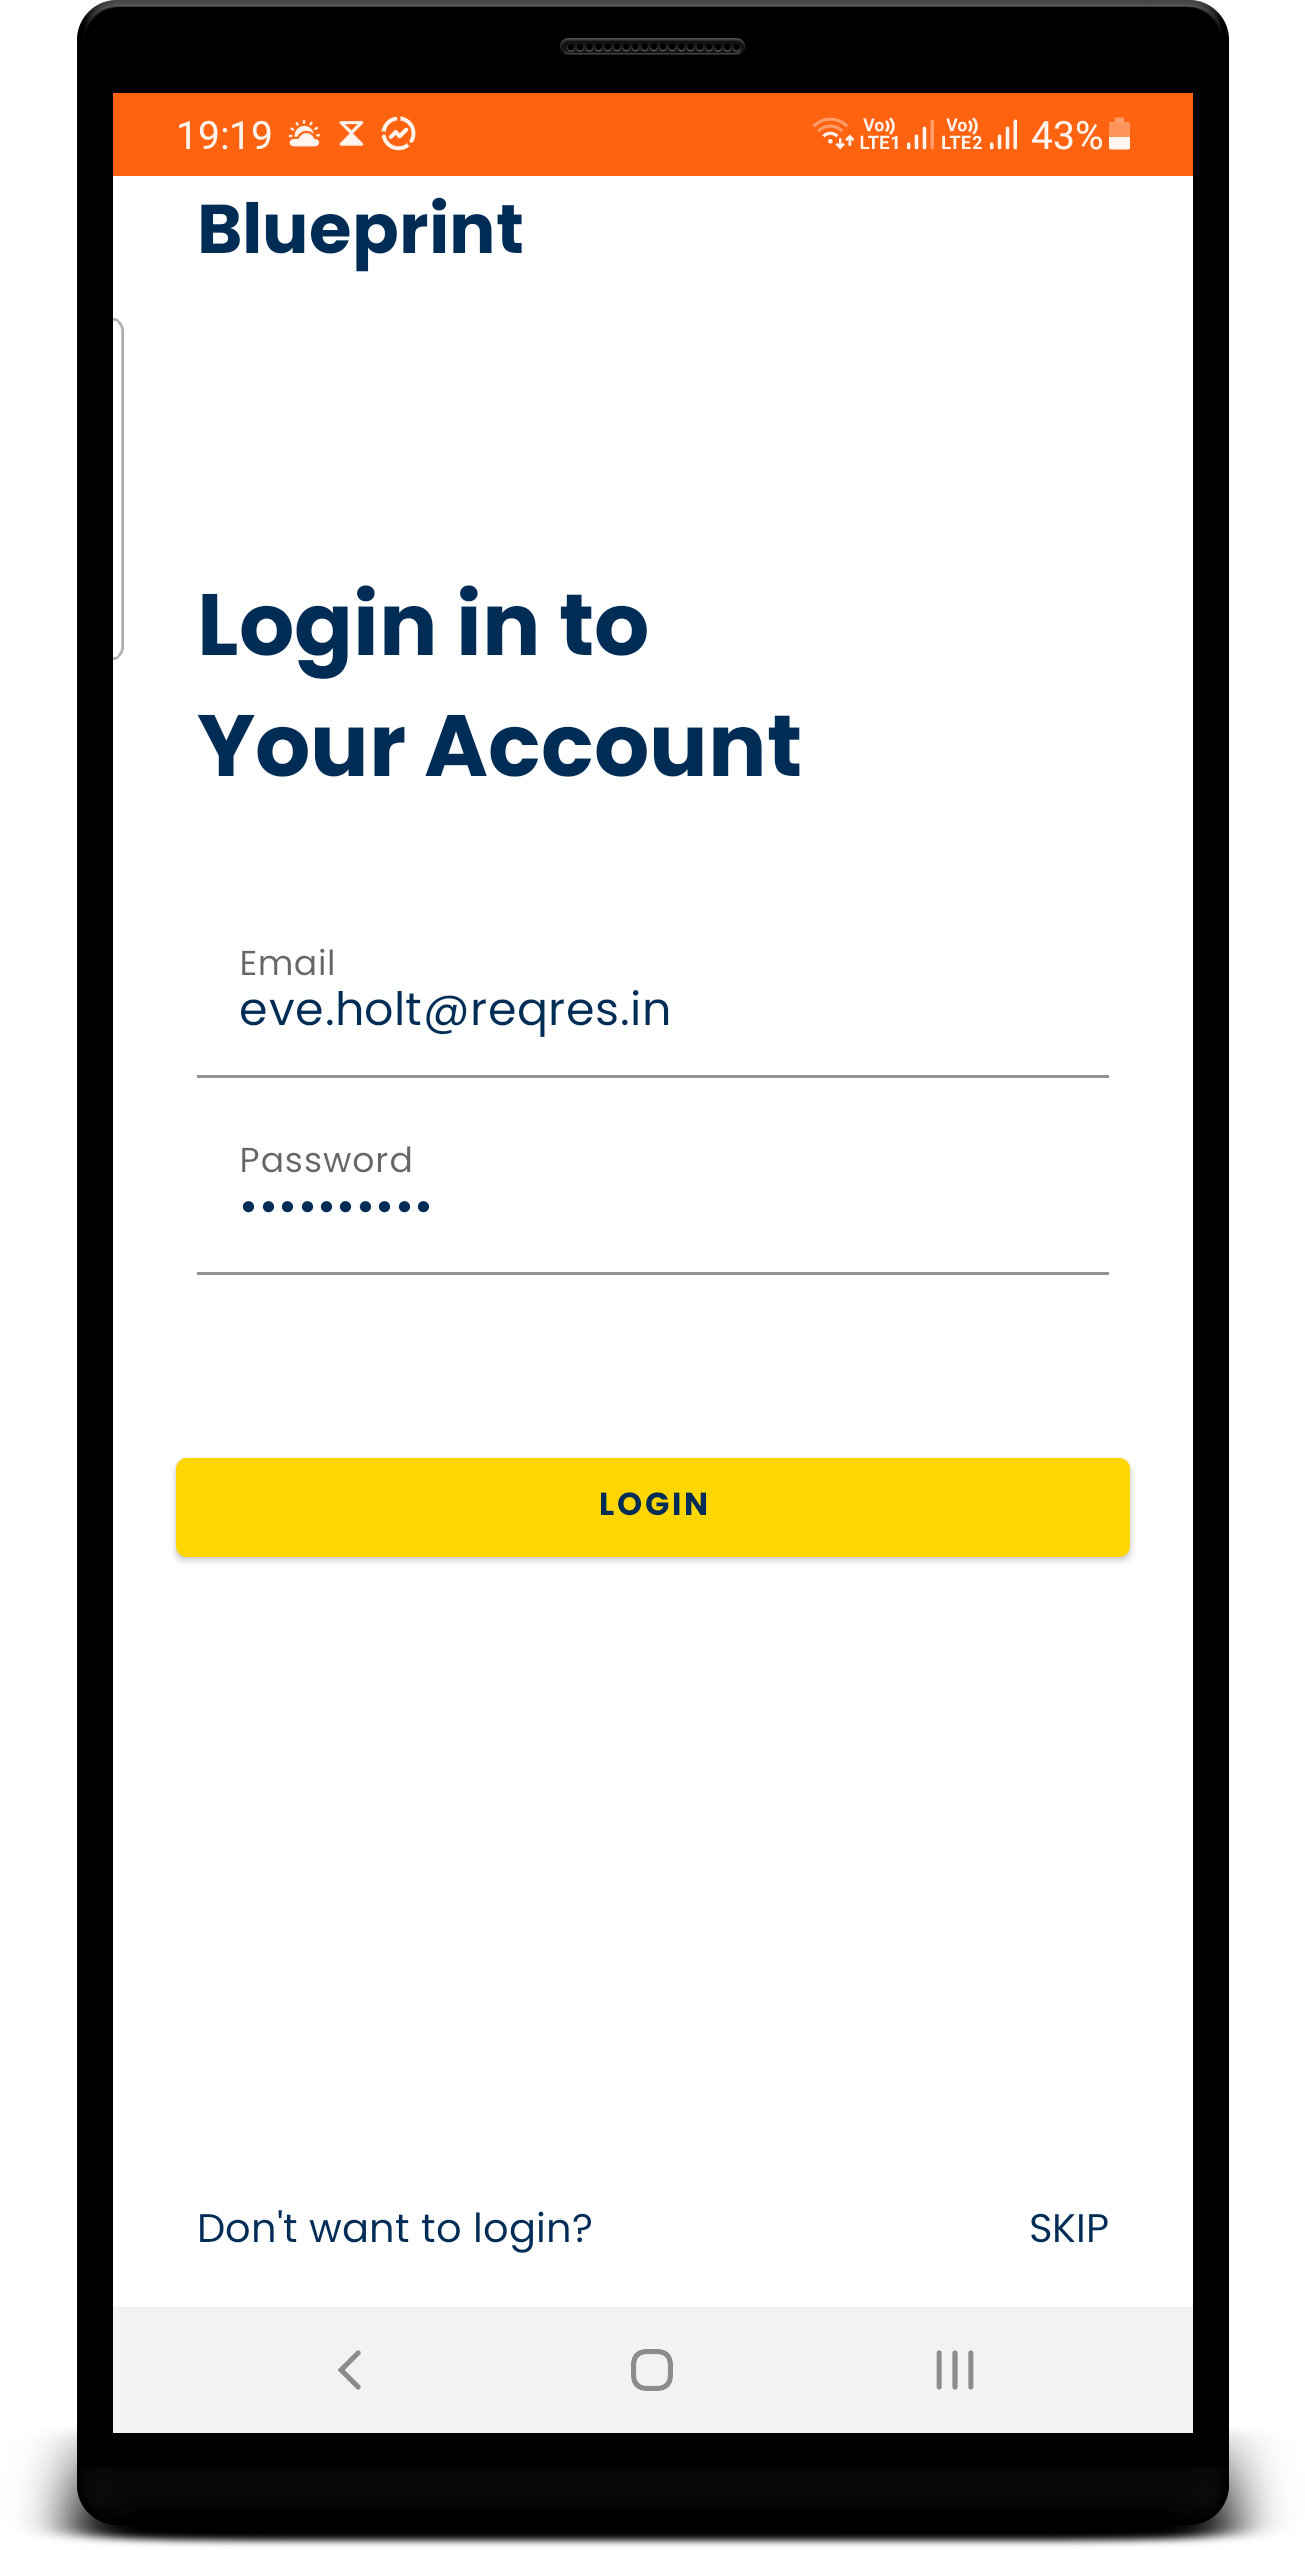 19:19 Vo)) LTE1 Vo)) LTE2 43%
Blueprint
Login in to
Your Account
Email
eve.holt@reqres.in
Password
••••••••••
LOGIN
Don't want to login? SKIP